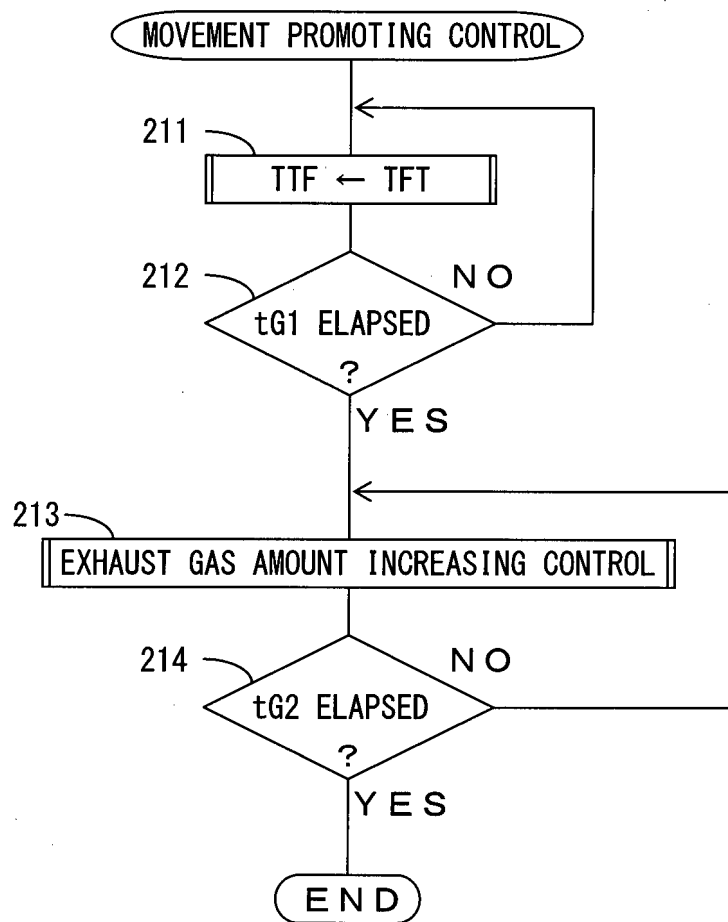 MOVEMENT PROMOTING CONTROL
211
TTF ← TFT
212
NO
tG1 ELAPSED
?
YES
213
EXHAUST GAS AMOUNT INCREASING CONTROL
214
NO
tG2 ELAPSED
?
YES
END